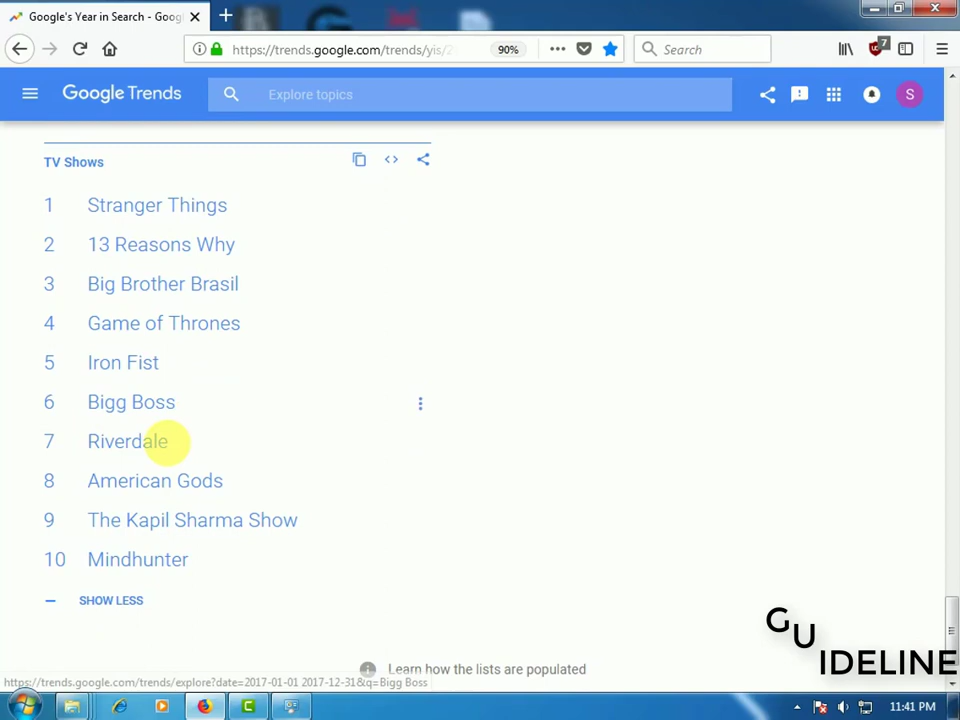 Google's Year in Search - Goog
https://trends.google.com/trends/yis/2
90%
Search
7
Google Trends
Explore topics
S
TV Shows
1 Stranger Things
2 13 Reasons Why
3 Big Brother Brasil
4 Game of Thrones
5 Iron Fist
6 Bigg Boss
7 Riverdale
8 American Gods
9 The Kapil Sharma Show
10 Mindhunter
SHOW LESS
Learn how the lists are populated
GUIDELINE
https://trends.google.com/trends/explore?date=2017-01-01 2017-12-31&q=Bigg Boss
11:41 PM